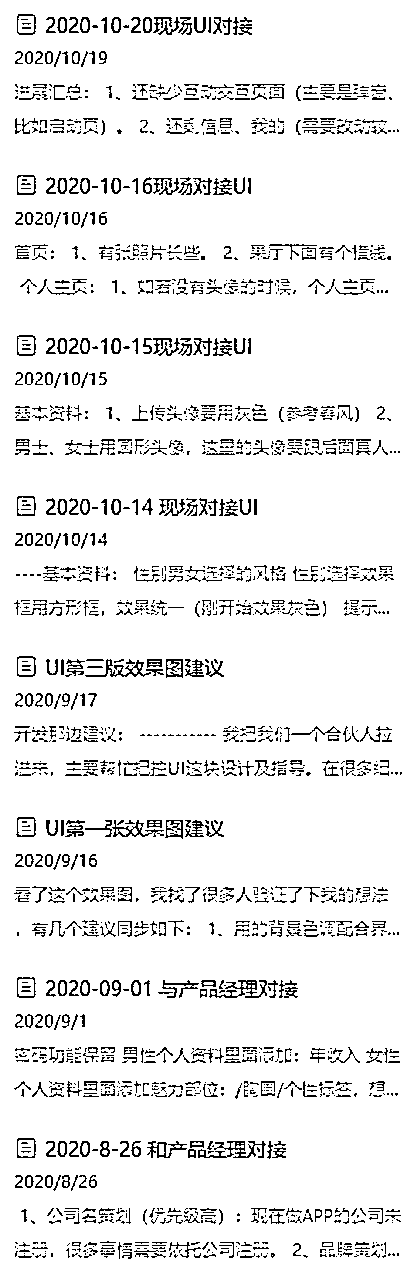 2020-10-20现场UI对接
2020/10/19
进展汇总： 1、还缺少互动交互页面（主要是弹窗、
比如启动页）。 2、还剩信息、我的（需要改动较...
2020-10-16现场对接UI
2020/10/16
首页： 1、有张照片长些。 2、聚厅下面有个横线。
个人主页： 1、如若没有头像的时候，个人主页...
2020-10-15现场对接UI
2020/10/15
基本资料： 1、上传头像要用灰色（参考春风） 2、
男士、女士用圆形头像，这里的头像要跟后面真人...
2020-10-14 现场对接UI
2020/10/14
----基本资料： 性别男女选择的风格 性别选择效果
框用方形框，效果统一（刚开始效果灰色） 提示...
UI第三版效果图建议
2020/9/17
开发那边建议： ----------- 我把我们一个合伙人拉
进来，主要帮忙把控UI这块设计及指导。在很多细...
UI第一张效果图建议
2020/9/16
看了这个效果图，我找了很多人验证了下我的想法
，有几个建议同步如下： 1、用的背景色调配合界...
2020-09-01 与产品经理对接
2020/9/1
密码功能保留 男性个人资料里面添加：年收入 女性
个人资料里面添加魅力部位：/胸围/个性标签，想...
2020-8-26 和产品经理对接
2020/8/26
1、公司名策划（优先级高）：现在做APP的公司未
注册，很多事情需要依托公司注册。 2、品牌策划...